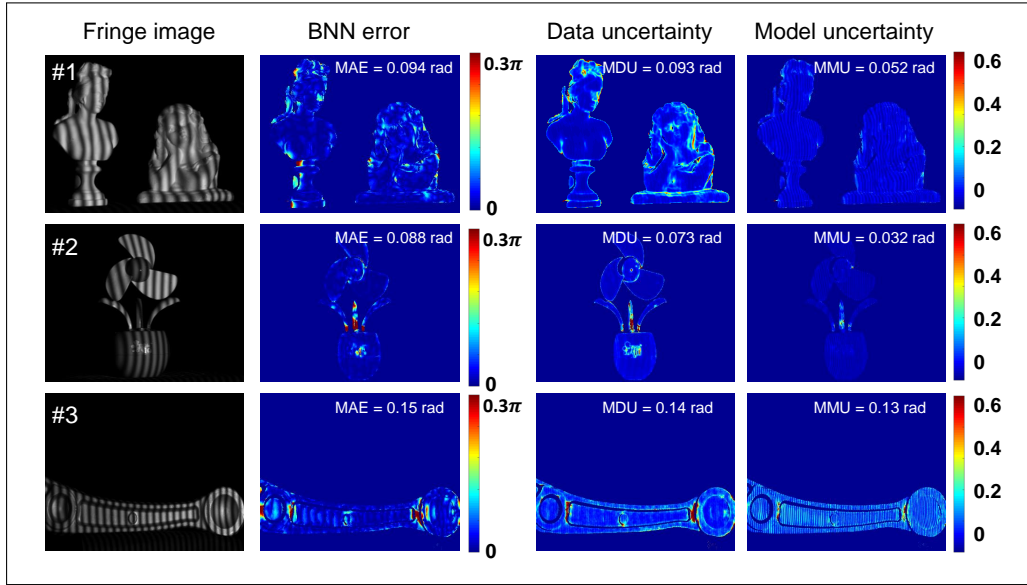 Fringe image BNN error Data uncertainty Model uncertainty
#1 MAE = 0.094 rad 0.3π MDU = 0.093 rad MMU = 0.052 rad 0.6
0.4
0.2
0 0
#2 MAE = 0.088 rad 0.3π MDU = 0.073 rad MMU = 0.032 rad 0.6
0.4
0.2
0 0
#3 MAE = 0.15 rad 0.3π MDU = 0.14 rad MMU = 0.13 rad 0.6
0.4
0.2
0 0